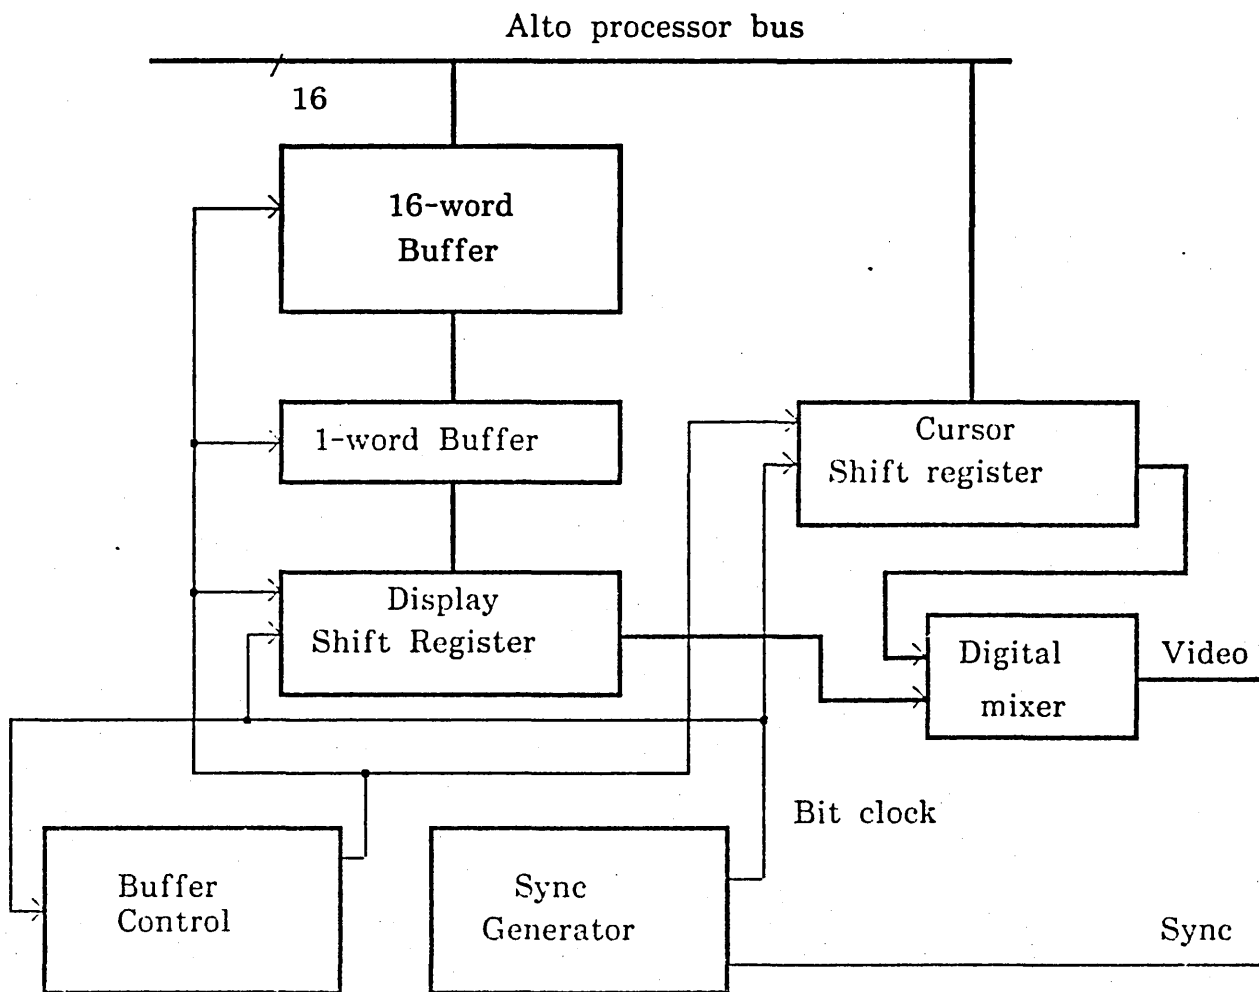 Alto processor bus
16
16-word
Buffer
1-word Buffer
Cursor
Shift register
Display
Shift Register
Digital
mixer
Video
Bit clock
Buffer
Control
Sync
Generator
Sync